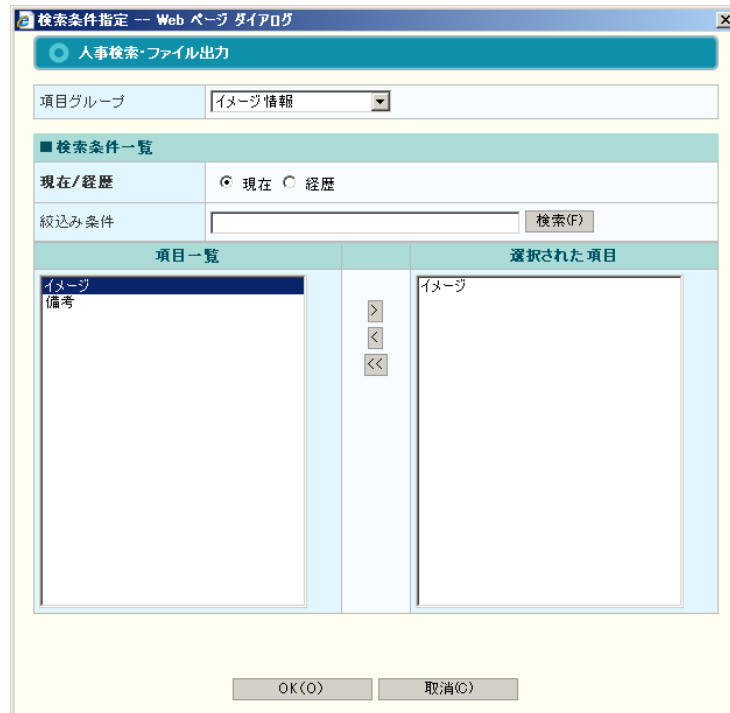 検索条件指定 -- Web ページ ダイアログ
人事検索・ファイル出力
項目グループ イメージ情報
■検索条件一覧
現在/経歴 現在 経歴
絞込み条件 検索(F)
項目一覧 選択された項目
イメージ イメージ
備考
>
<
<<
OK(O) 取消(C)